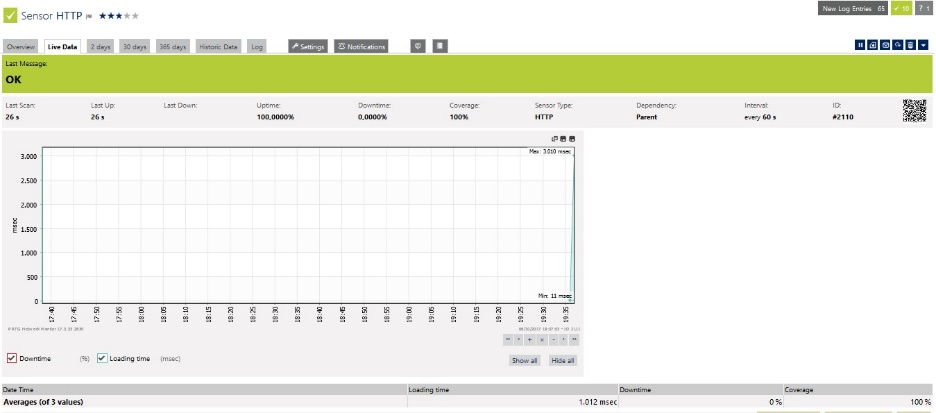 Sensor HTTP
New Log Entries 65 10 ? 1
Overview Live Data 2 days 30 days 365 days Historic Data Log Settings Notifications
Last Message:
OK
Last Scan: Last Up: Last Down: Uptime: Downtime: Coverage: Sensor Type: Dependency: Interval: ID:
26 s 26 s 100,0000% 0,0000% 100% HTTP Parent every 60 s #2110
Max: 3.010 msec
3.000
2.500
2.000
1.500
1.000
500
0
msec
Min: 11 msec
17:40 17:45 17:50 17:55 18:00 18:05 18:10 18:15 18:20 18:25 18:30 18:35 18:40 18:45 18:50 18:55 19:00 19:05 19:10 19:15 19:20 19:25 19:30 19:35
PRTG Network Monitor
Downtime (%) Loading time (msec)
Show all Hide all
Date Time Loading time Downtime Coverage
Averages (of 3 values) 1.012 msec 0 % 100 %